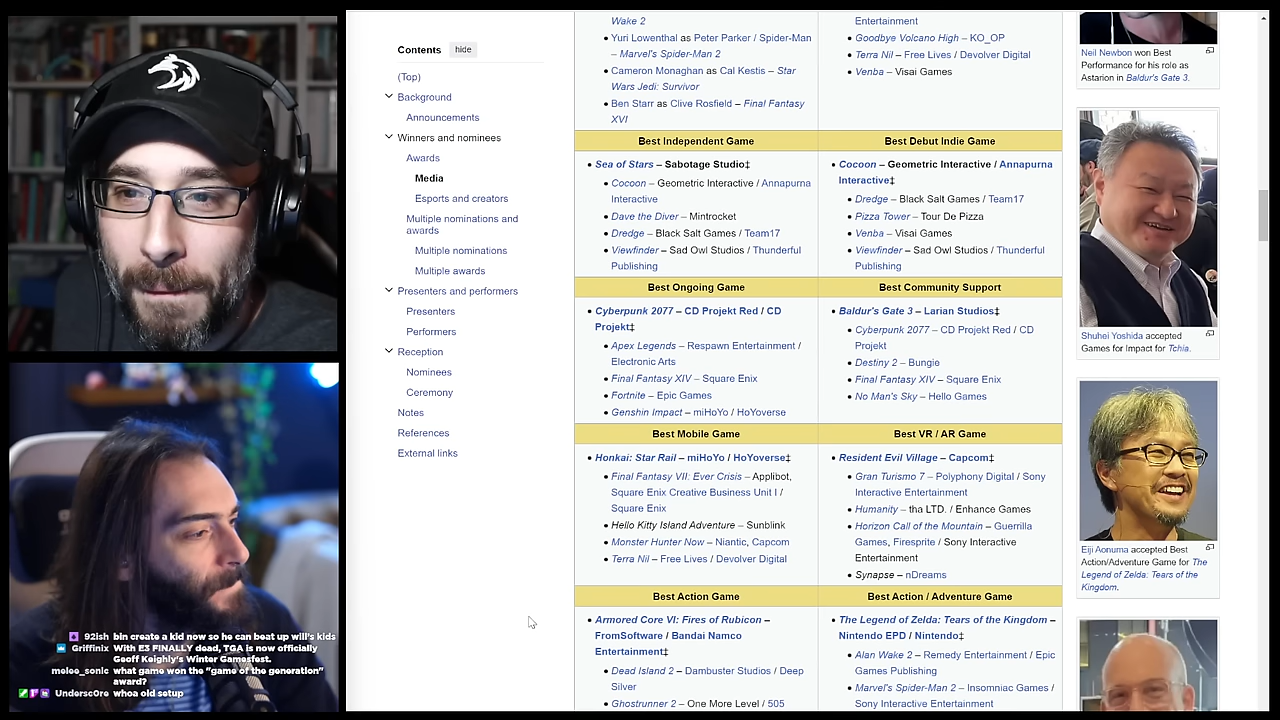 Contents hide
(Top)
Background
Announcements
Winners and nominees
Awards
Media
Esports and creators
Multiple nominations and
awards
Multiple nominations
Multiple awards
Presenters and performers
Presenters
Performers
Reception
Nominees
Ceremony
Notes
References
External links
Wake 2
• Yuri Lowenthal as Peter Parker / Spider-Man
– Marvel's Spider-Man 2
• Cameron Monaghan as Cal Kestis – Star
Wars Jedi: Survivor
• Ben Starr as Clive Rosfield – Final Fantasy
XVI
Entertainment
• Goodbye Volcano High – KO_OP
• Terra Nil – Free Lives / Devolver Digital
• Venba – Visai Games
Best Independent Game
• Sea of Stars – Sabotage Studio‡
• Cocoon – Geometric Interactive / Annapurna
Interactive
• Dave the Diver – Mintrocket
• Dredge – Black Salt Games / Team17
• Viewfinder – Sad Owl Studios / Thunderful
Publishing
Best Debut Indie Game
• Cocoon – Geometric Interactive / Annapurna
Interactive‡
• Dredge – Black Salt Games / Team17
• Pizza Tower – Tour De Pizza
• Venba – Visai Games
• Viewfinder – Sad Owl Studios / Thunderful
Publishing
Best Ongoing Game
• Cyberpunk 2077 – CD Projekt Red / CD
Projekt‡
• Apex Legends – Respawn Entertainment /
Electronic Arts
• Final Fantasy XIV – Square Enix
• Fortnite – Epic Games
• Genshin Impact – miHoYo / HoYoverse
Best Community Support
• Baldur's Gate 3 – Larian Studios‡
• Cyberpunk 2077 – CD Projekt Red / CD
Projekt
• Destiny 2 – Bungie
• Final Fantasy XIV – Square Enix
• No Man's Sky – Hello Games
Best Mobile Game
• Honkai: Star Rail – miHoYo / HoYoverse‡
• Final Fantasy VII: Ever Crisis – Applibot,
Square Enix Creative Business Unit I /
Square Enix
• Hello Kitty Island Adventure – Sunblink
• Monster Hunter Now – Niantic, Capcom
• Terra Nil – Free Lives / Devolver Digital
Best VR / AR Game
• Resident Evil Village – Capcom‡
• Gran Turismo 7 – Polyphony Digital / Sony
Interactive Entertainment
• Humanity – tha LTD. / Enhance Games
• Horizon Call of the Mountain – Guerrilla
Games, Firesprite / Sony Interactive
Entertainment
• Synapse – nDreams
Best Action Game
• Armored Core VI: Fires of Rubicon –
FromSoftware / Bandai Namco
Entertainment‡
• Dead Island 2 – Dambuster Studios / Deep
Silver
• Ghostrunner 2 – One More Level / 505
Best Action / Adventure Game
• The Legend of Zelda: Tears of the Kingdom –
Nintendo EPD / Nintendo‡
• Alan Wake 2 – Remedy Entertainment / Epic
Games Publishing
• Marvel's Spider-Man 2 – Insomniac Games /
Sony Interactive Entertainment
Neil Newbon won Best
Performance for his role as
Astarion in Baldur's Gate 3.
Shuhei Yoshida accepted
Games for Impact for Tchia.
Eiji Aonuma accepted Best
Action/Adventure Game for The
Legend of Zelda: Tears of the
Kingdom.
92ish bin create a kid now so he can beat up will's kids
Griffinix With E3 FINALLY dead, TGA is now officially
Geoff Keighly's Winter Gamesfest.
melee_sonic what game won the "game of the generation"
award?
Undersc0re whoa old setup